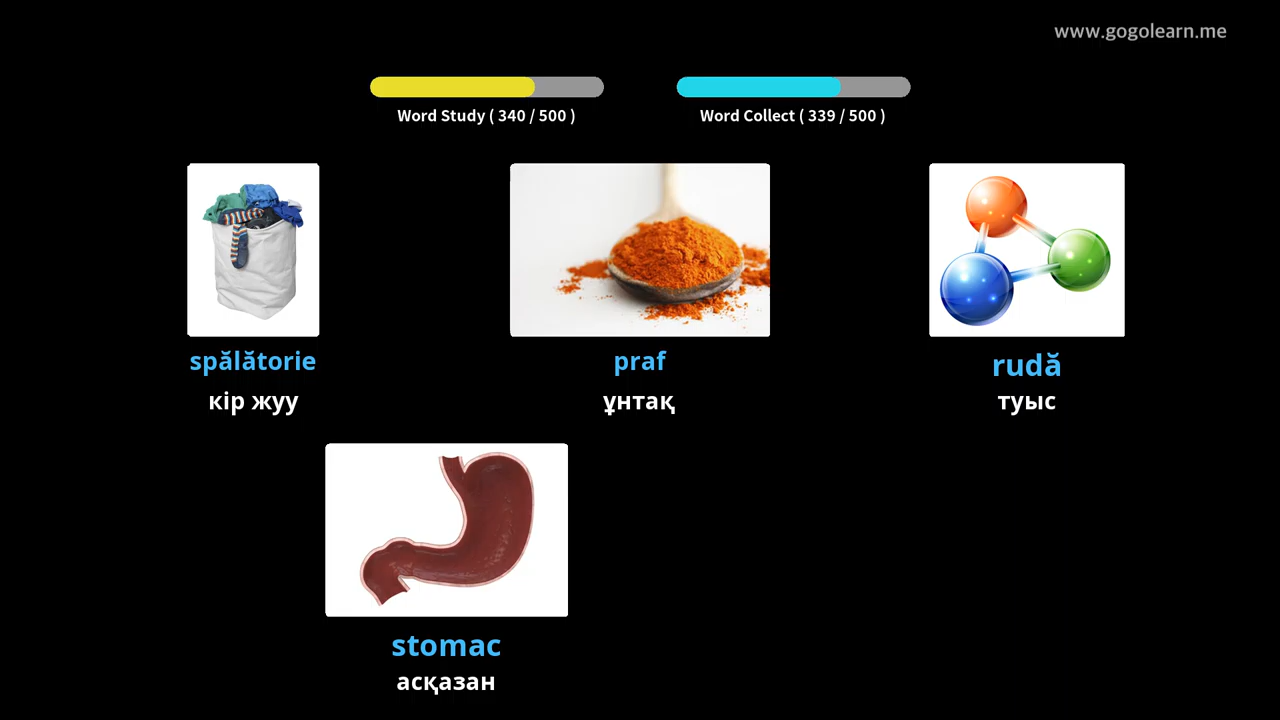 www.gogolearn.me
Word Study ( 340 / 500 )
Word Collect ( 339 / 500 )
spălătorie
praf
rudă
кір жуу
ұнтақ
туыс
stomac
асқазан